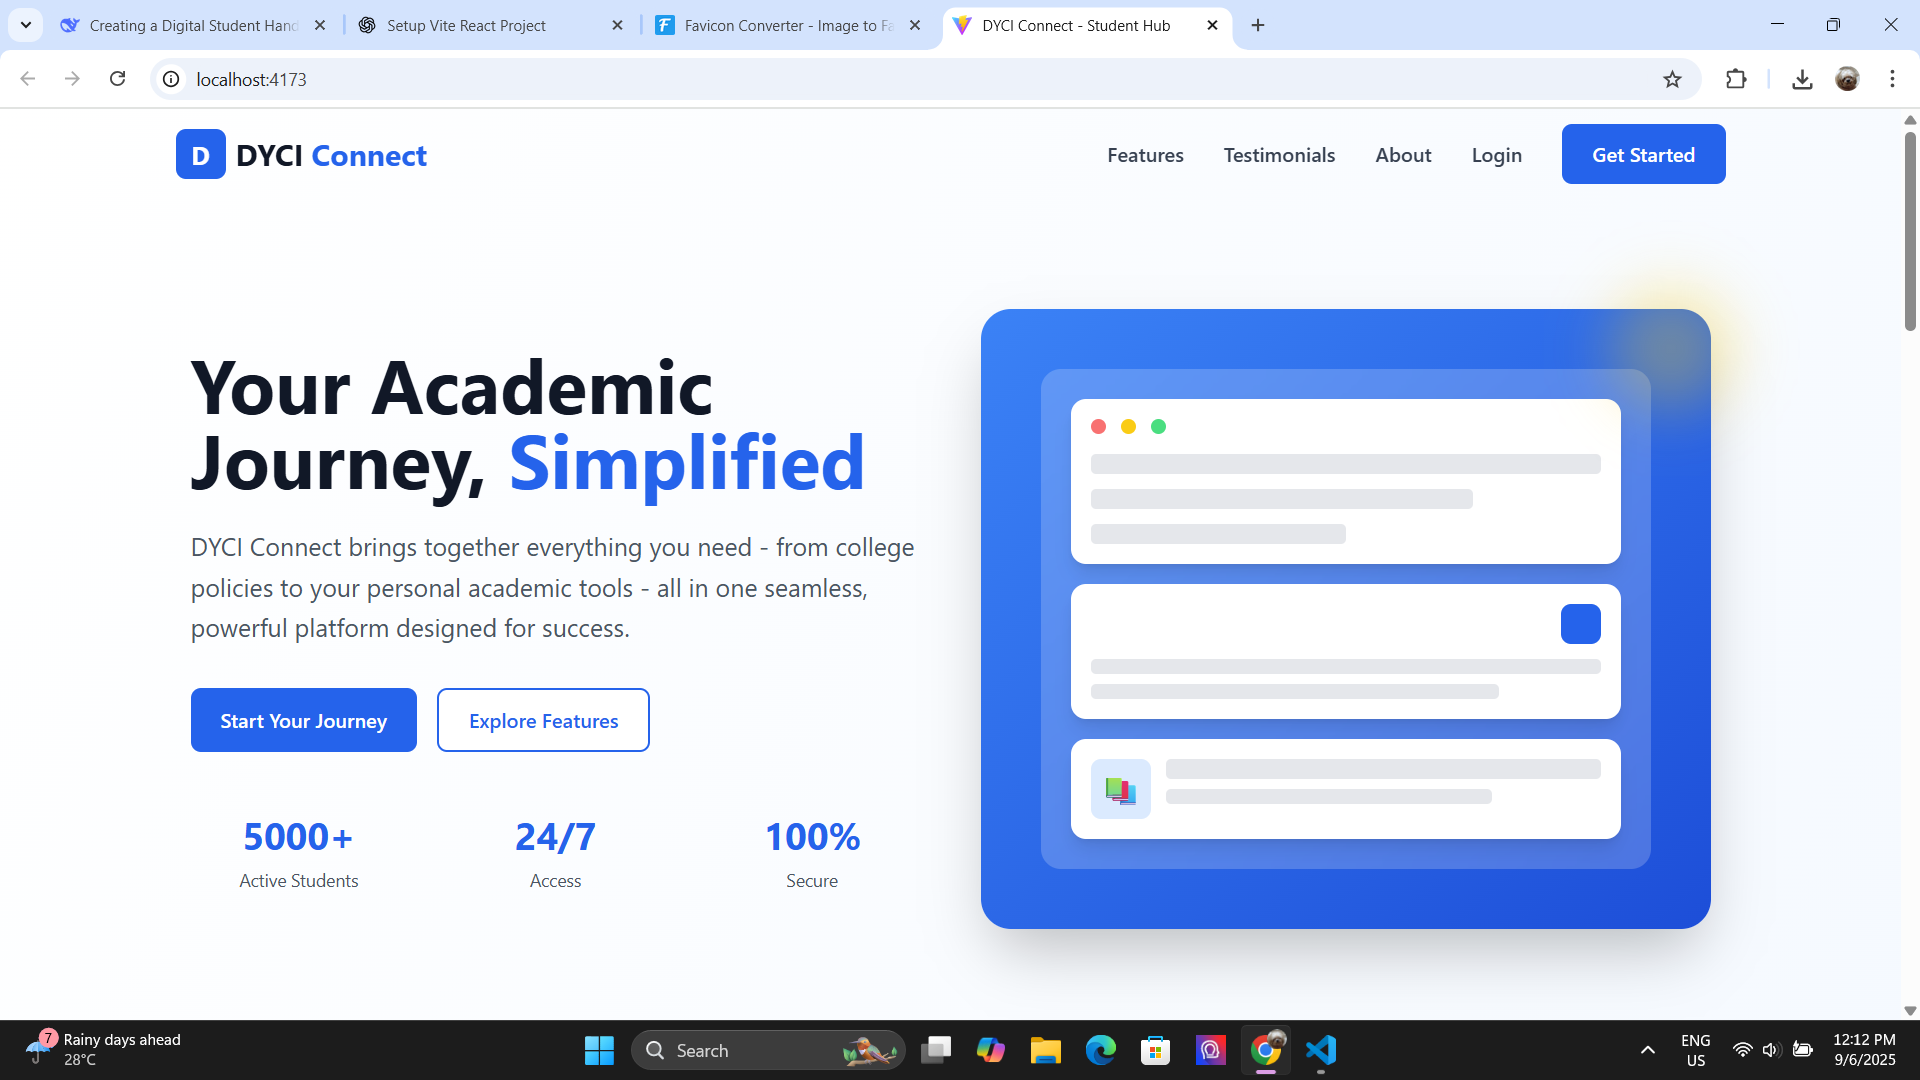 Creating a Digital Student Hand
Setup Vite React Project
Favicon Converter - Image to Fa
DYCI Connect - Student Hub
localhost:4173
D DYCI Connect
Features
Testimonials
About
Login
Get Started
Your Academic
Journey, Simplified
DYCI Connect brings together everything you need - from college
policies to your personal academic tools - all in one seamless,
powerful platform designed for success.
Start Your Journey
Explore Features
5000+
Active Students
24/7
Access
100%
Secure
7
Rainy days ahead
28°C
Search
ENG
US
12:12 PM
9/6/2025